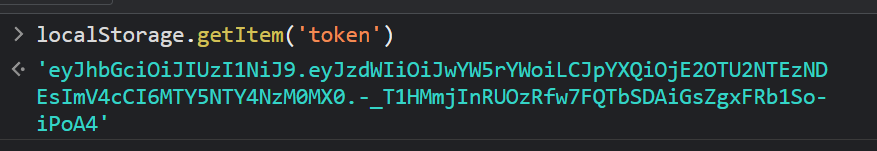 > localStorage.getItem('token')
'eyJhbGciOiJIUzI1NiJ9.eyJzdWIiOiJwYW5rYWoiLCJpYXQiOjE2OTU2NTEzND
EsImV4cCI6MTY5NTY4NzM0MX0.-_T1HMmjInRUOzRfw7FQTbSDAiGsZgxFRb1So-
iPoA4'